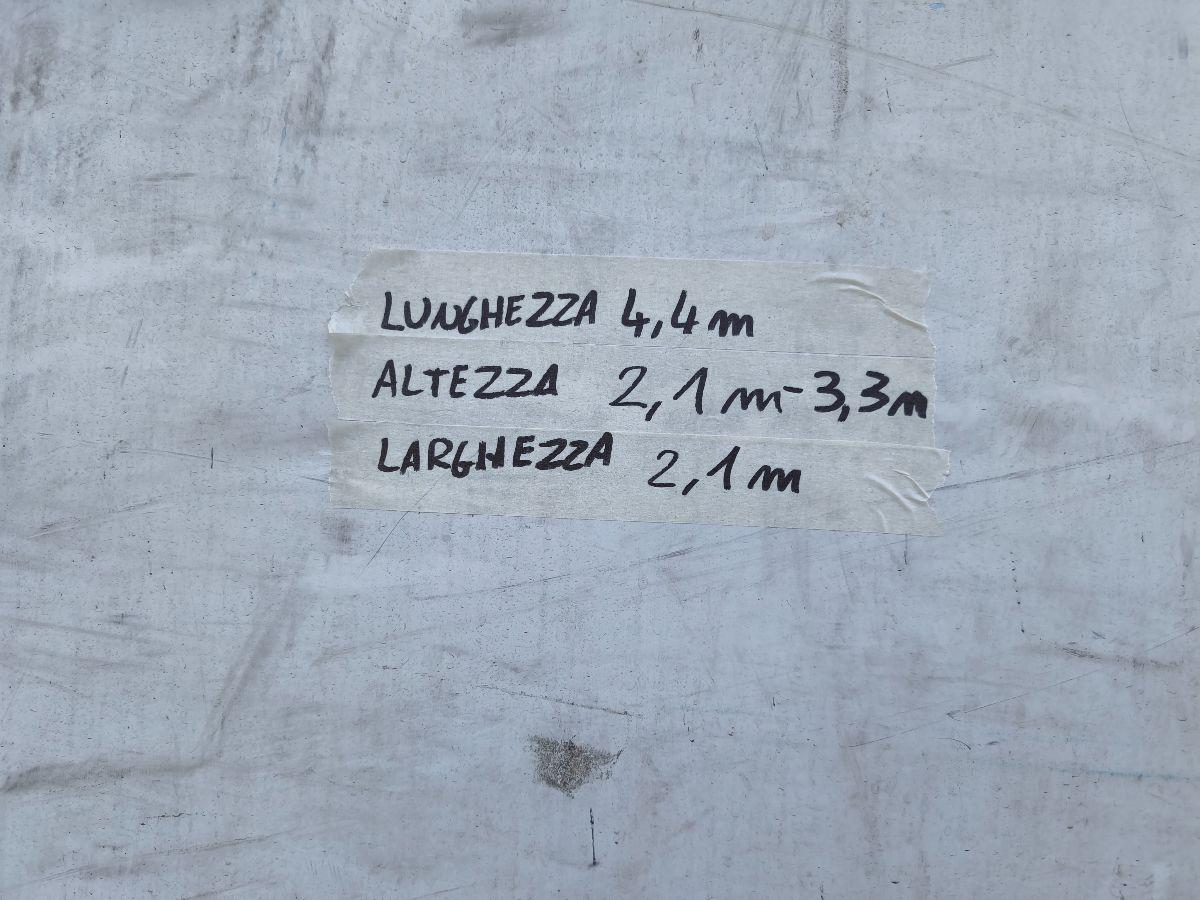 LUNGHEZZA 4,4 m
ALTEZZA 2,1 m - 3,3 m
LARGHEZZA 2,1 m